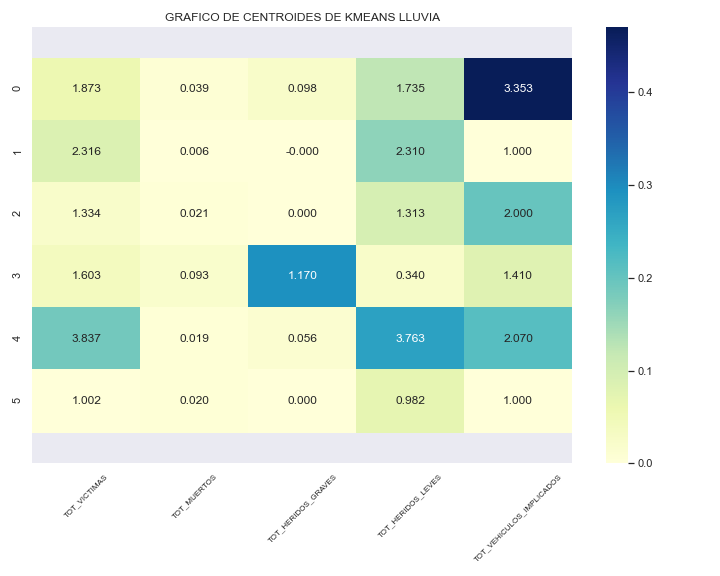 GRAFICO DE CENTROIDES DE KMEANS LLUVIA
0 1.873 0.039 0.098 1.735 3.353
1 2.316 0.006 -0.000 2.310 1.000
2 1.334 0.021 0.000 1.313 2.000
3 1.603 0.093 1.170 0.340 1.410
4 3.837 0.019 0.056 3.763 2.070
5 1.002 0.020 0.000 0.982 1.000
TOT_VICTIMAS
TOT_MUERTOS
TOT_HERIDOS_GRAVES
TOT_HERIDOS_LEVES
TOT_VEHICULOS_IMPLICADOS
0.4
0.3
0.2
0.1
0.0